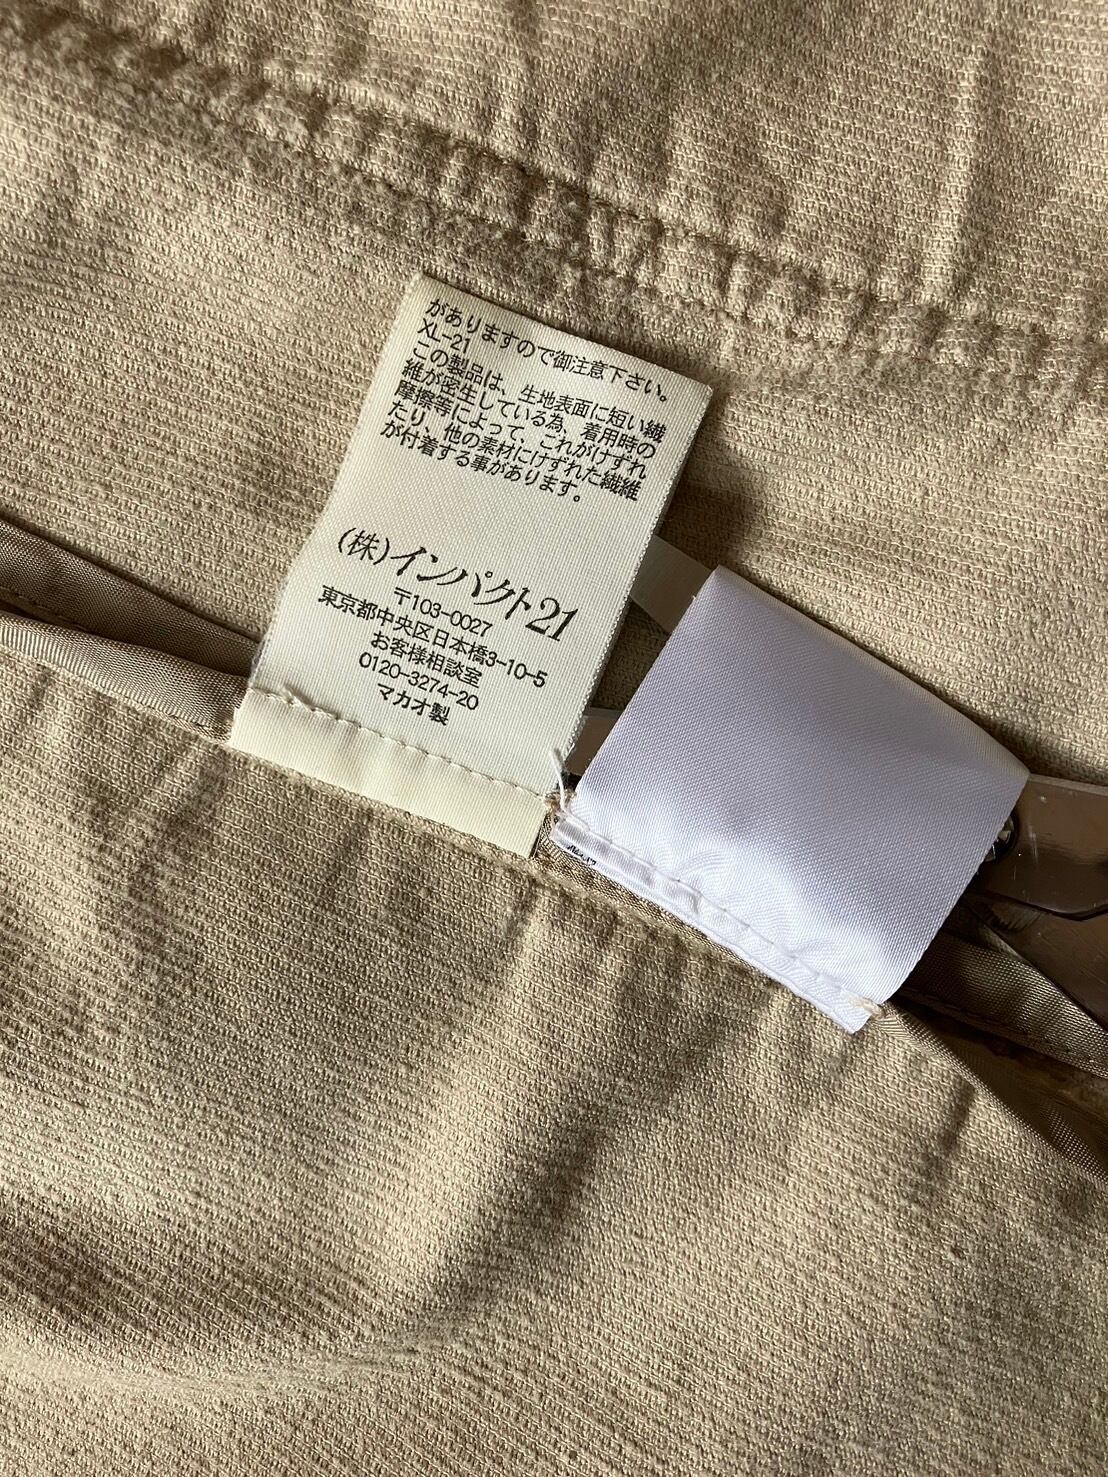 がありますので御注意下さい。
XL-21
この製品は、生地表面に短い繊
維が密生している為、着用時の
摩擦等によって、これがけずれ
たり、他の素材にけずれた繊維
が付着する事があります。
(株)インパクト21
〒103-0027
東京都中央区日本橋3-10-5
お客様相談室
0120-3274-20
マカオ製